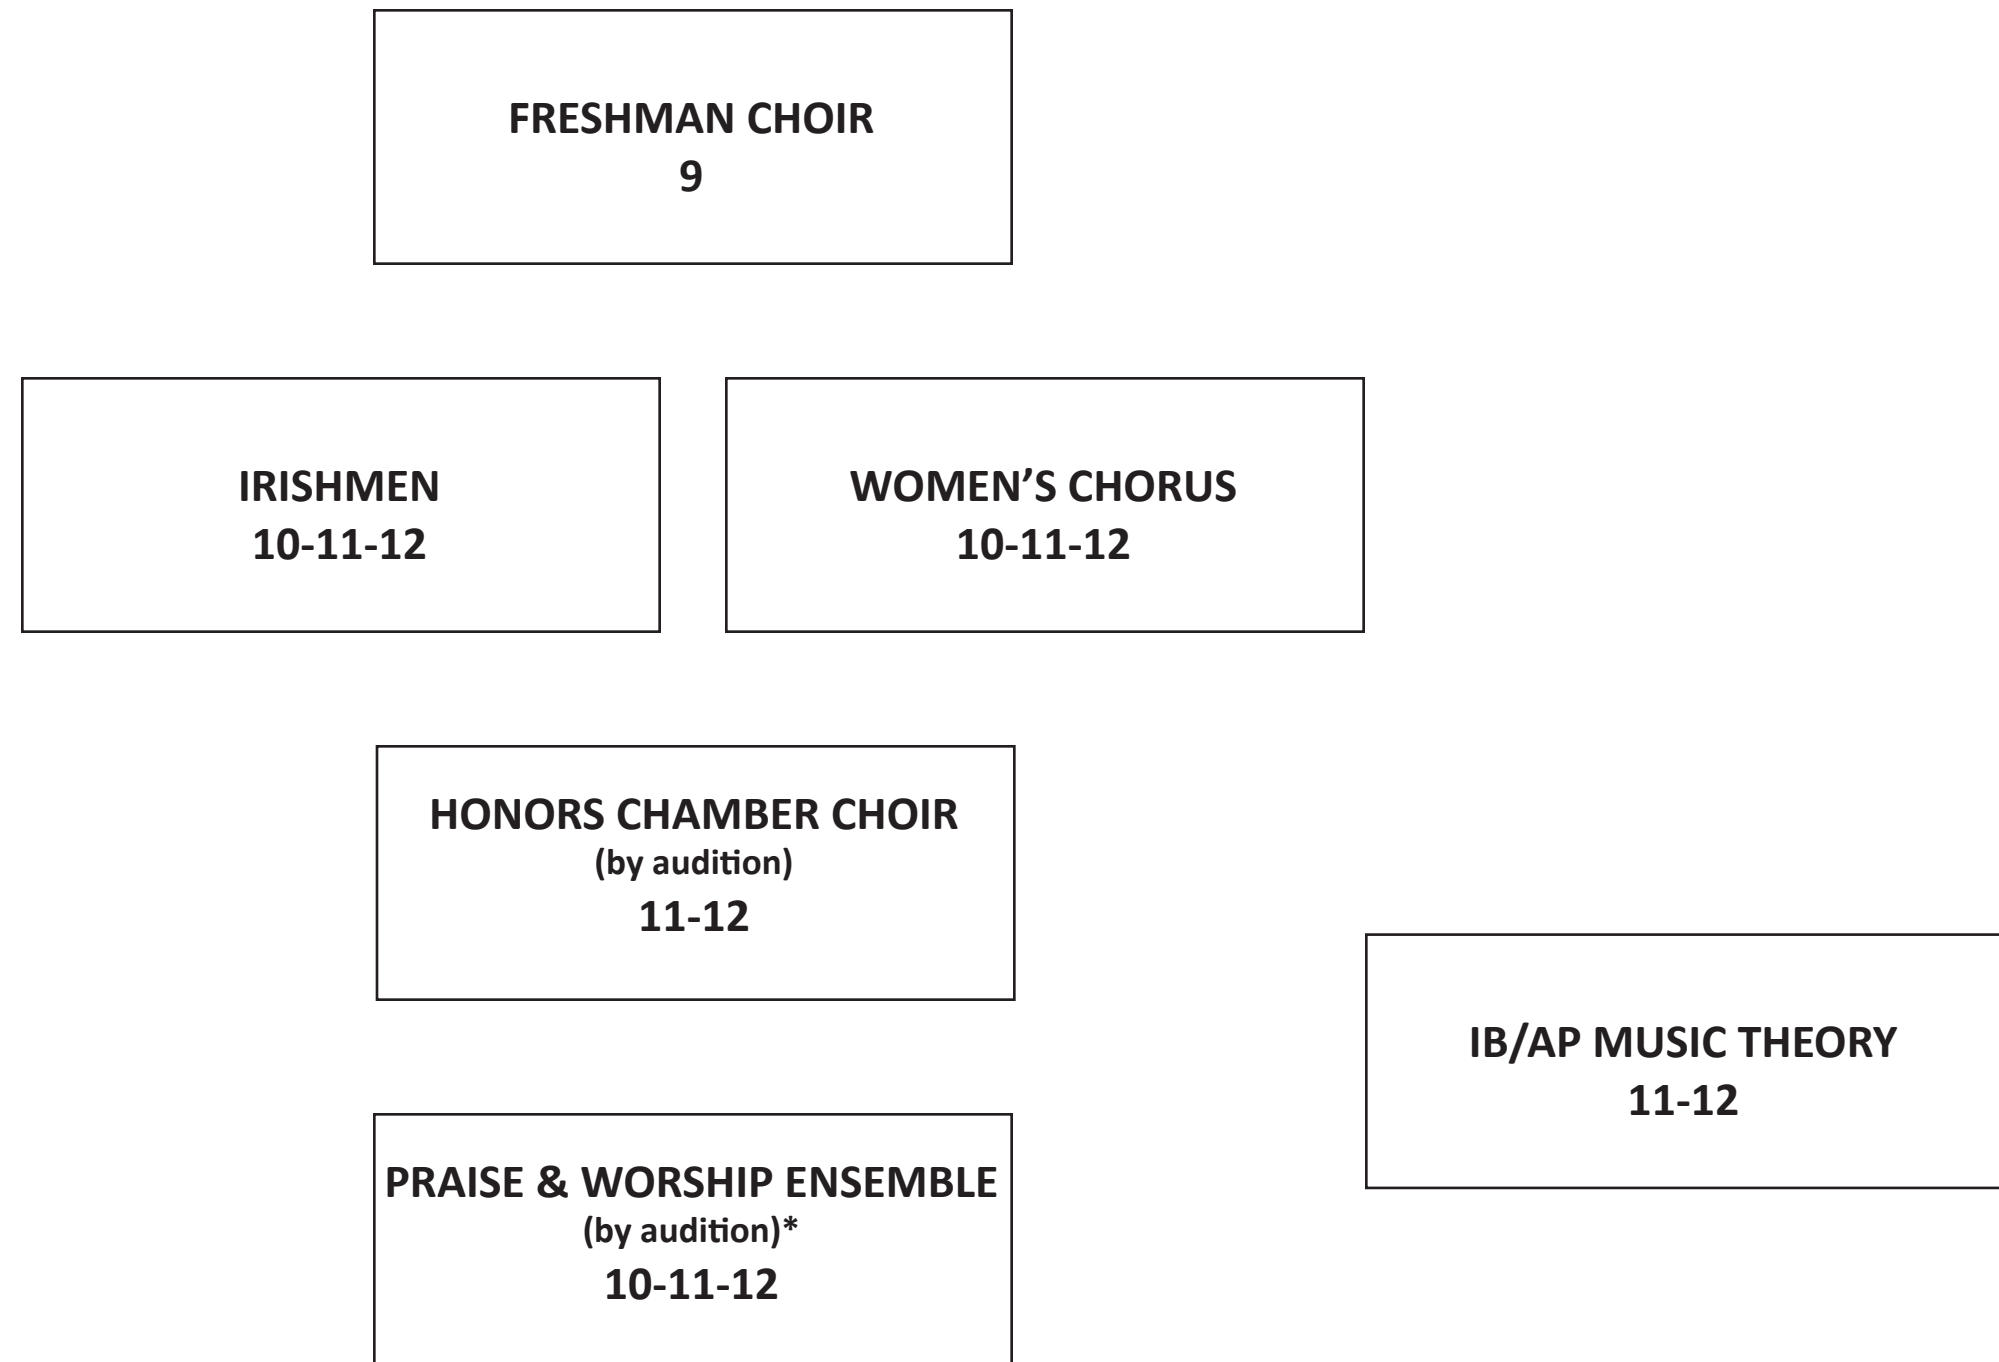 FRESHMAN CHOIR
9
IRISHMEN
10-11-12
WOMEN’S CHORUS
10-11-12
HONORS CHAMBER CHOIR
(by audition)
11-12
IB/AP MUSIC THEORY
11-12
PRAISE & WORSHIP ENSEMBLE
(by audition)*
10-11-12